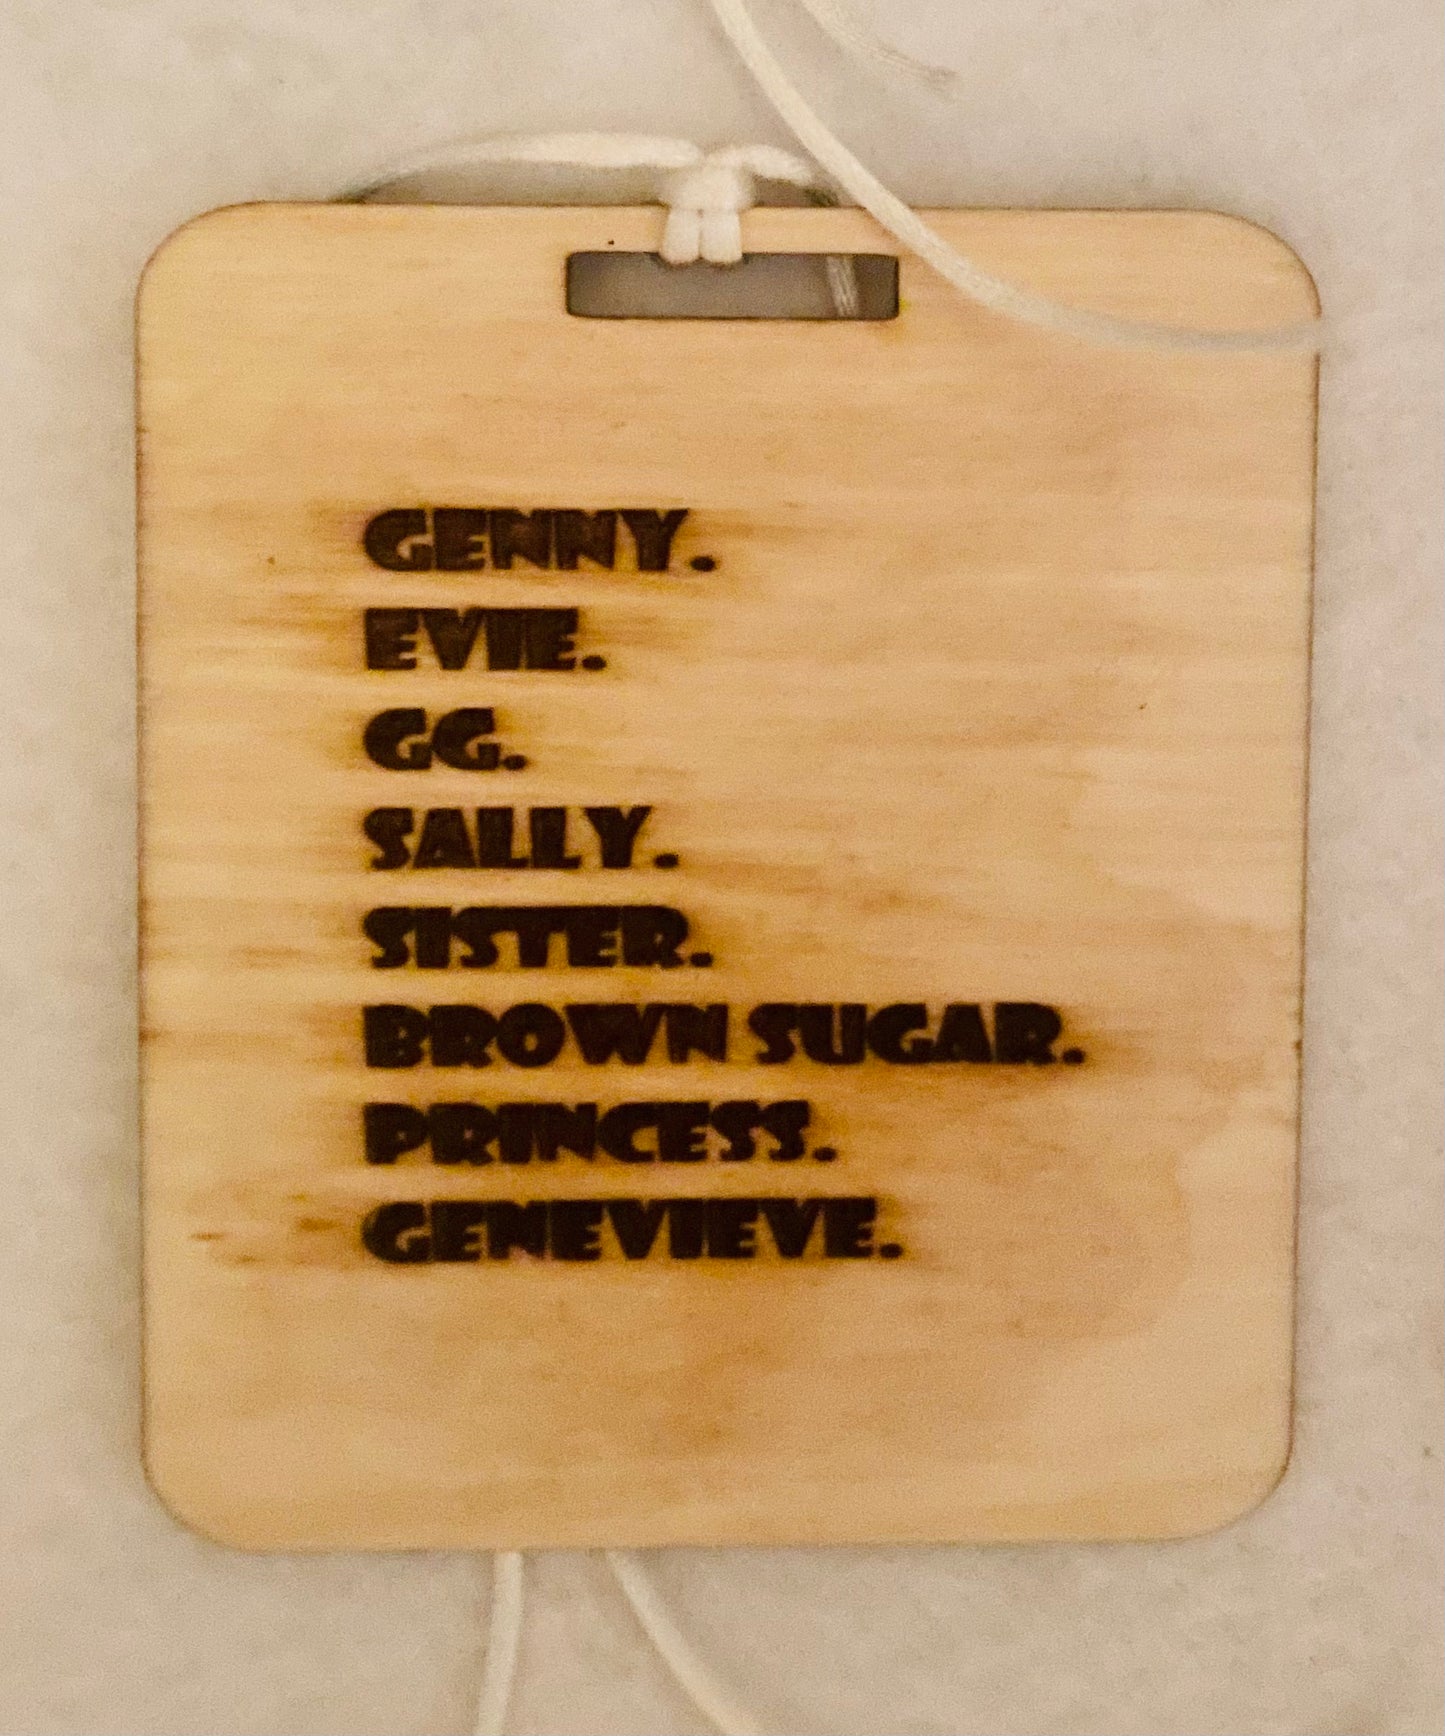 GENNY.
EVIE.
GG.
SALLY.
SISTER.
BROWN SUGAR.
PRINCESS.
GENEVIEVE.